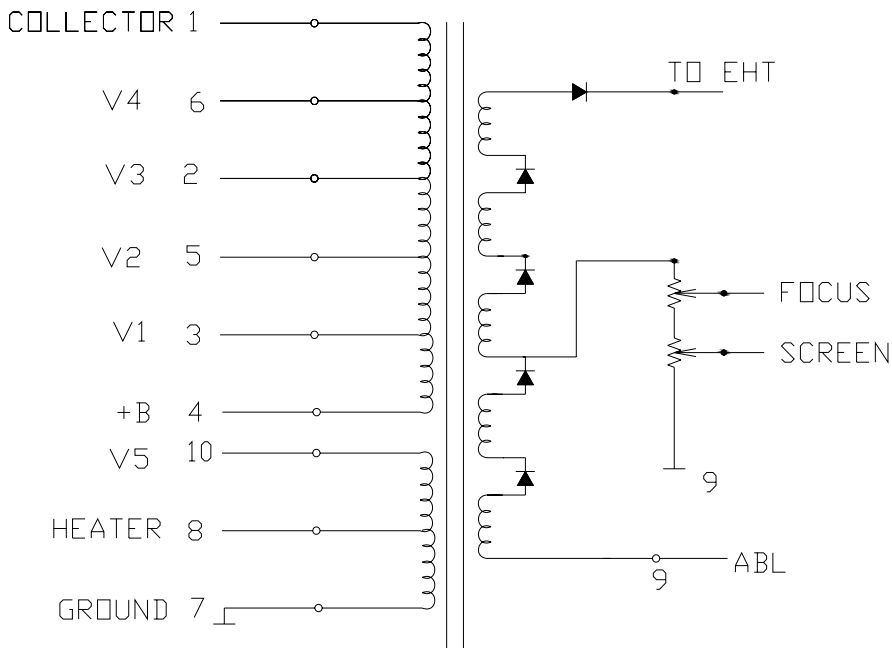 COLLECTOR 1
TO EHT
V4 6
V3 2
V2 5
FOCUS
V1 3
SCREEN
+B 4
V5 10
9
HEATER 8
ABL
9
GROUND 7